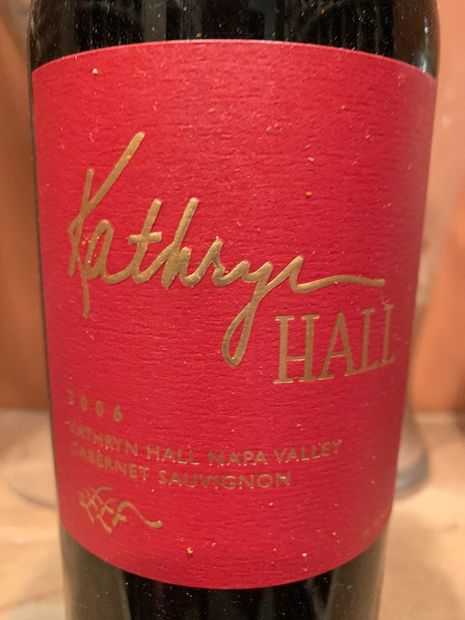 Kathryn
HALL
2006
KATHRYN HALL NAPA VALLEY
CABERNET SAUVIGNON